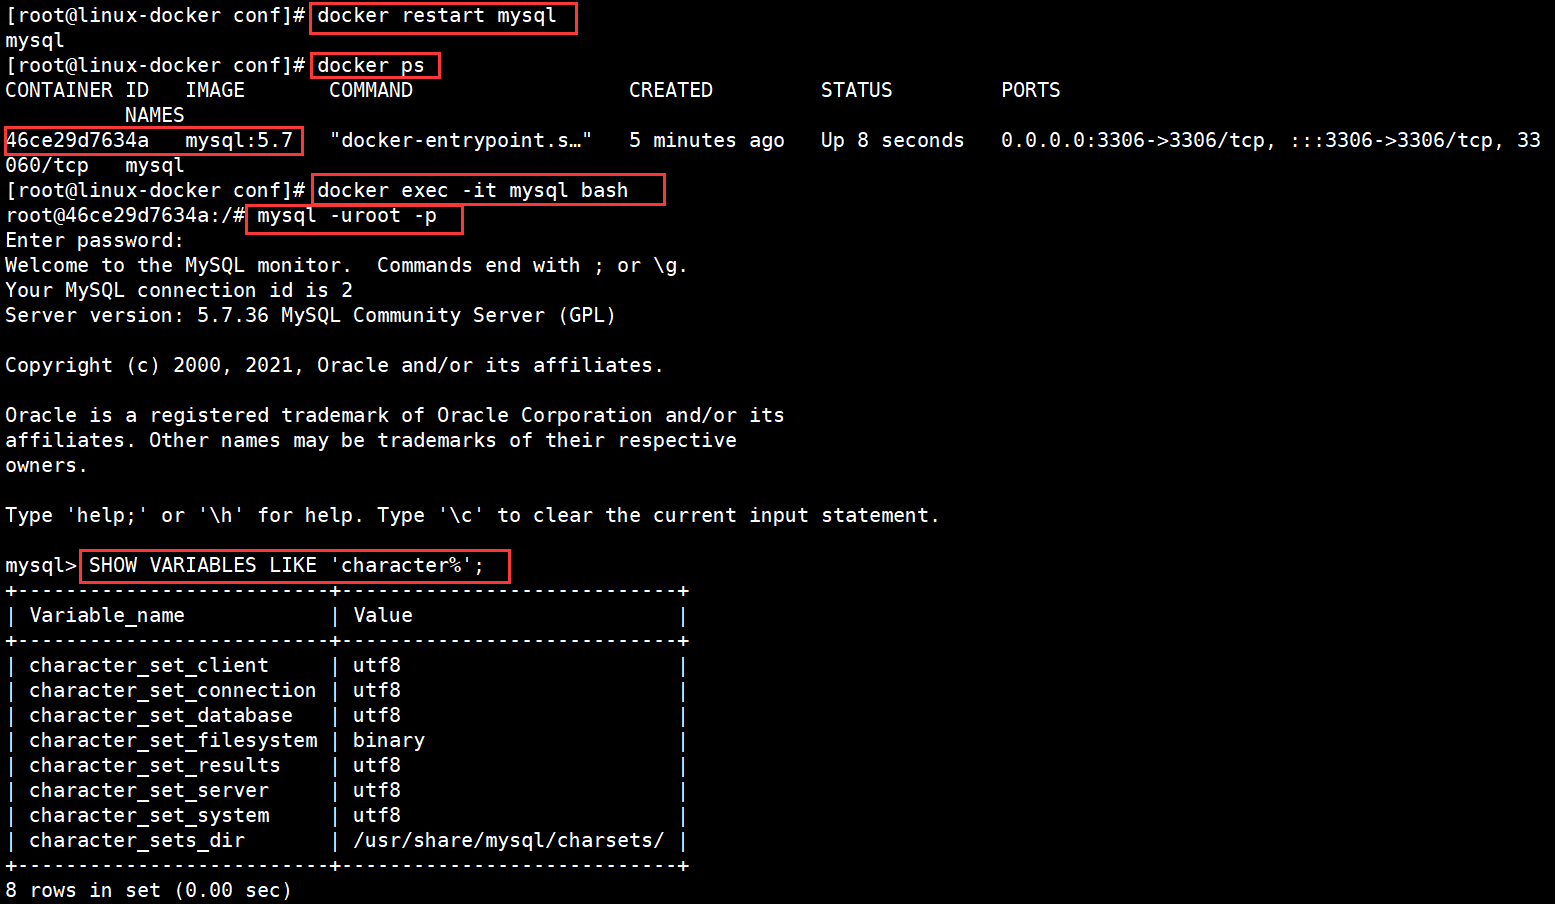 [root@linux-docker conf]# docker restart mysql
mysql
[root@linux-docker conf]# docker ps
CONTAINER ID   IMAGE       COMMAND                  CREATED         STATUS         PORTS
          NAMES
46ce29d7634a   mysql:5.7   "docker-entrypoint.s…"   5 minutes ago   Up 8 seconds   0.0.0.0:3306->3306/tcp, :::3306->3306/tcp, 33
060/tcp   mysql
[root@linux-docker conf]# docker exec -it mysql bash
root@46ce29d7634a:/# mysql -uroot -p
Enter password:
Welcome to the MySQL monitor.  Commands end with ; or \g.
Your MySQL connection id is 2
Server version: 5.7.36 MySQL Community Server (GPL)

Copyright (c) 2000, 2021, Oracle and/or its affiliates.

Oracle is a registered trademark of Oracle Corporation and/or its
affiliates. Other names may be trademarks of their respective
owners.

Type 'help;' or '\h' for help. Type '\c' to clear the current input statement.

mysql> SHOW VARIABLES LIKE 'character%';
+--------------------------+----------------------------+
| Variable_name            | Value                      |
+--------------------------+----------------------------+
| character_set_client     | utf8                       |
| character_set_connection | utf8                       |
| character_set_database   | utf8                       |
| character_set_filesystem | binary                     |
| character_set_results    | utf8                       |
| character_set_server     | utf8                       |
| character_set_system     | utf8                       |
| character_sets_dir       | /usr/share/mysql/charsets/ |
+--------------------------+----------------------------+
8 rows in set (0.00 sec)